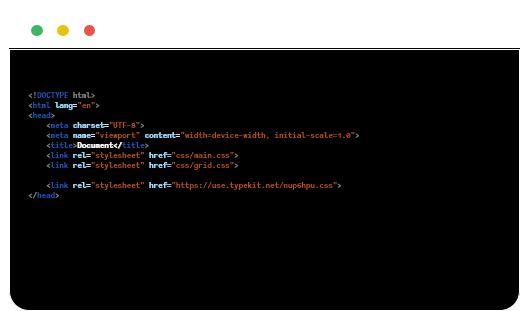 <!DOCTYPE html>
<html lang="en">
<head>
<meta charset="UTF-8">
<meta name="viewport" content="width=device-width, initial-scale=1.0">
<title>Document</title>
<link rel="stylesheet" href="css/main.css">
<link rel="stylesheet" href="css/grid.css">
<link rel="stylesheet" href="https://use.typekit.net/nup6hpu.css">
</head>